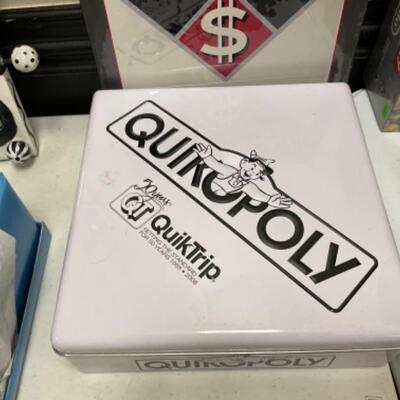 $
QUIKOPOLY
50 years
QT QuikTrip®
SETTING THE STANDARD
FOR 50 YEARS 1958 • 2008
QUIKOPOLY